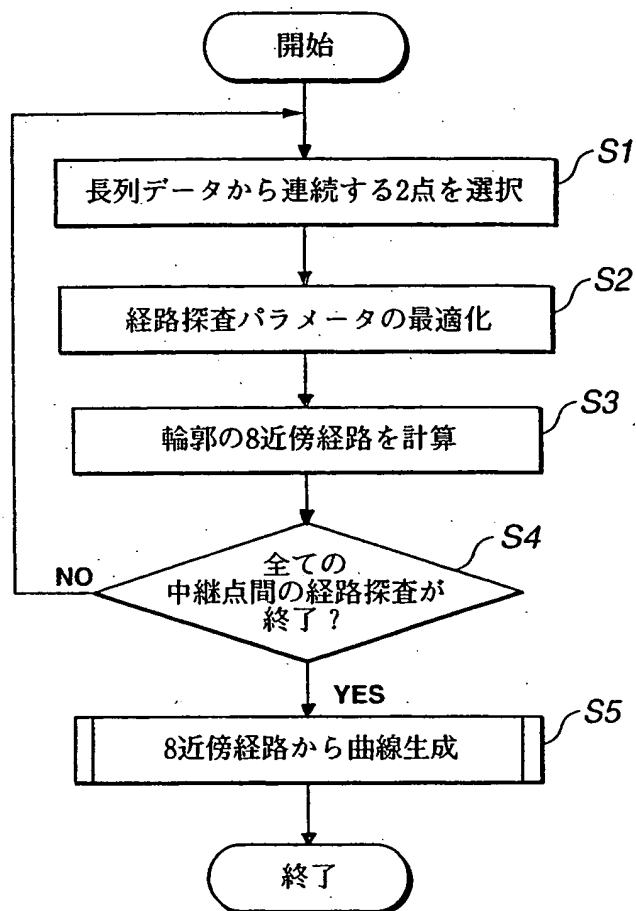 開始
S1
長列データから連続する2点を選択
S2
経路探査パラメータの最適化
S3
輪郭の8近傍経路を計算
S4
全ての
中継点間の経路探査が
終了?
NO
YES
S5
8近傍経路から曲線生成
終了